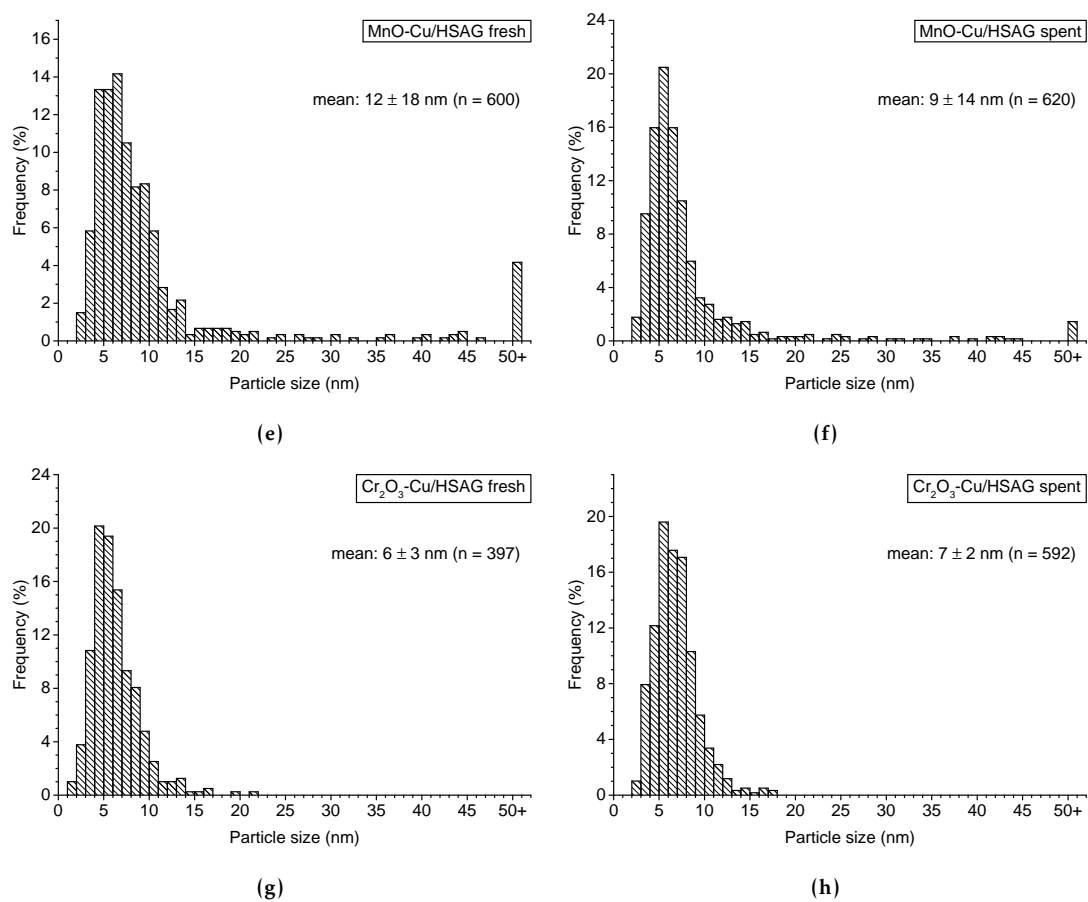 MnO-Cu/HSAG fresh
mean: 12 ± 18 nm (n = 600)
Frequency (%)
16
14
12
10
8
6
4
2
0
0 5 10 15 20 25 30 35 40 45 50+
Particle size (nm)
(e)
MnO-Cu/HSAG spent
mean: 9 ± 14 nm (n = 620)
Frequency (%)
24
20
16
12
8
4
0
0 5 10 15 20 25 30 35 40 45 50+
Particle size (nm)
(f)
Cr₂O₃-Cu/HSAG fresh
mean: 6 ± 3 nm (n = 397)
Frequency (%)
24
20
16
12
8
4
0
0 5 10 15 20 25 30 35 40 45 50+
Particle size (nm)
(g)
Cr₂O₃-Cu/HSAG spent
mean: 7 ± 2 nm (n = 592)
Frequency (%)
20
16
12
8
4
0
0 5 10 15 20 25 30 35 40 45 50+
Particle size (nm)
(h)